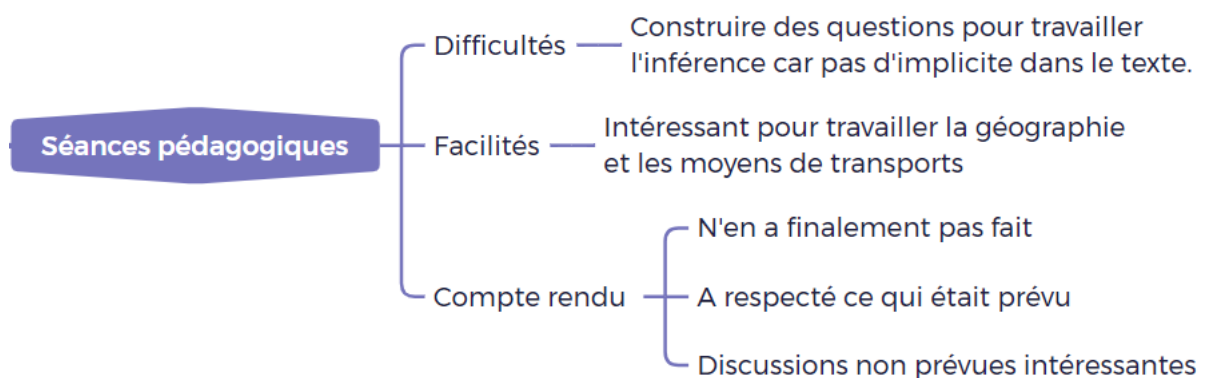 Séances pédagogiques
Difficultés
Construire des questions pour travailler
l'inférence car pas d'implicite dans le texte.
Facilités
Intéressant pour travailler la géographie
et les moyens de transports
Compte rendu
N'en a finalement pas fait
A respecté ce qui était prévu
Discussions non prévues intéressantes